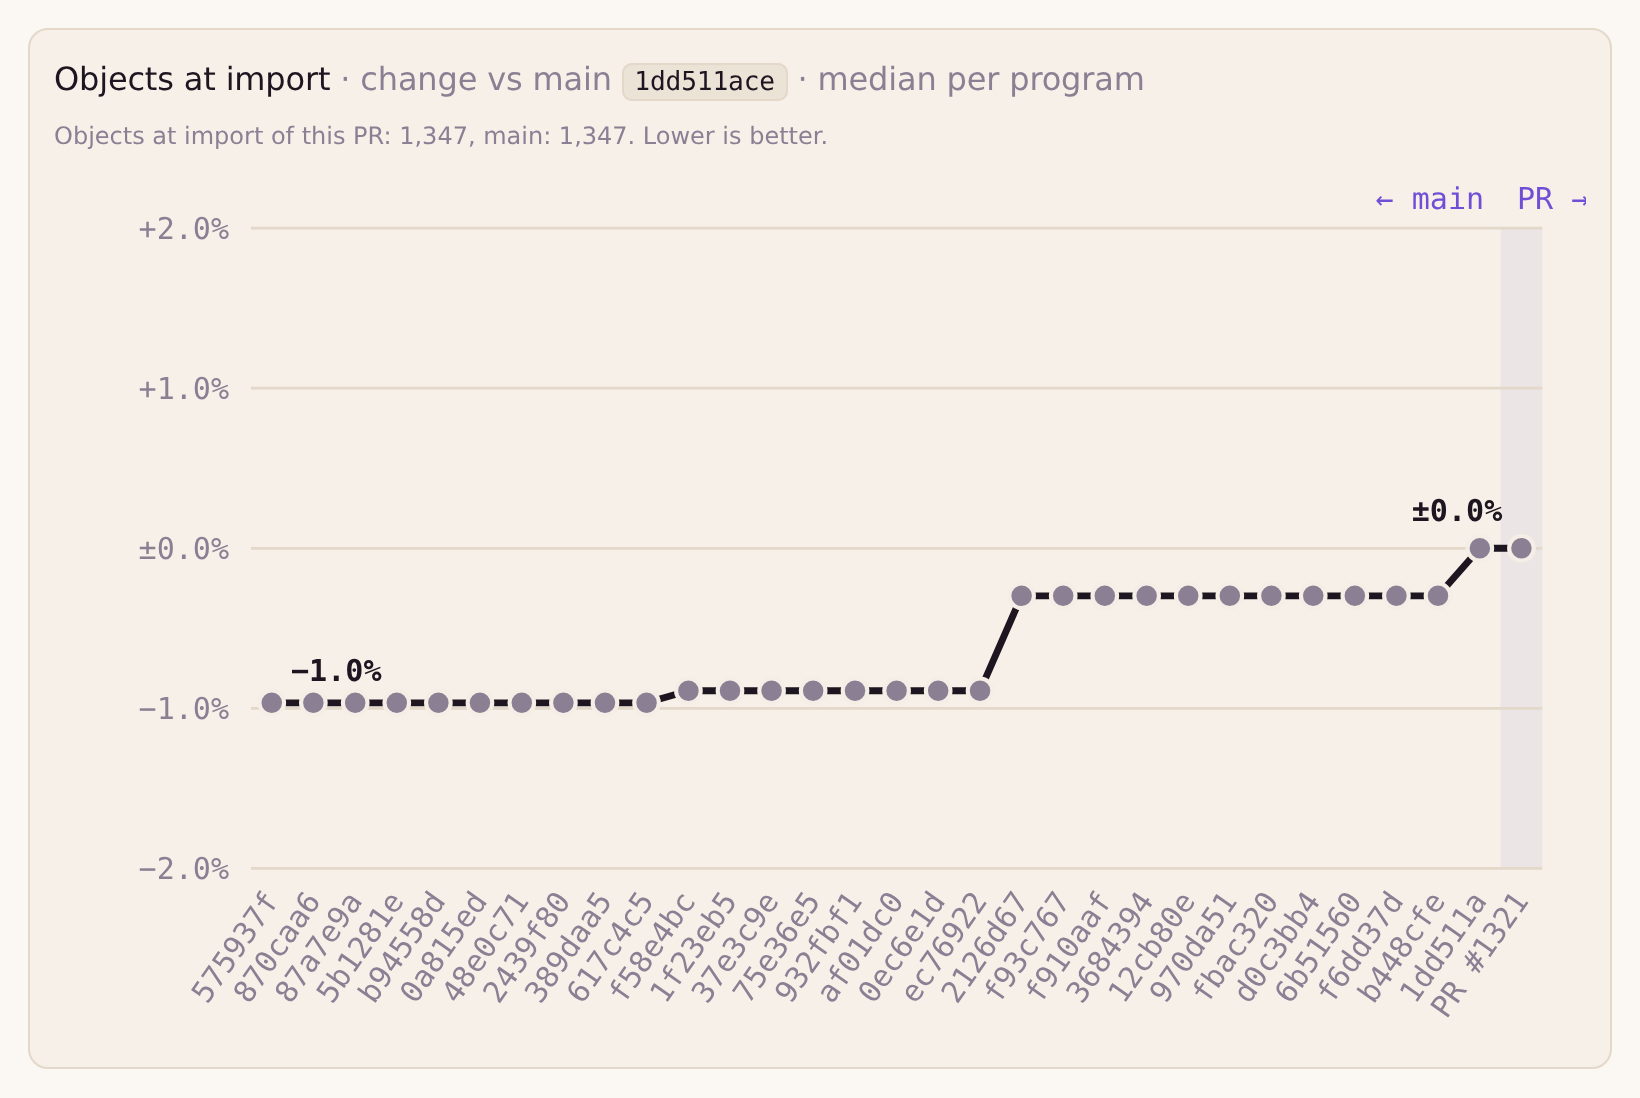 Objects at import · change vs main 1dd511ace · median per program
Objects at import of this PR: 1,347, main: 1,347. Lower is better.
← main PR →
+2.0%
+1.0%
±0.0%
−1.0%
−2.0%
−1.0%
±0.0%
575937f
870caa6
87a7e9a
5b1281e
b94558d
0a815ed
48e0c71
2439f80
389daa5
617c4c5
f58e4bc
1f23eb5
37e3c9e
75e36e5
932fbf1
af01dc0
0ec6e1d
ec76922
2126d67
f93c767
f910aaf
3684394
12cb80e
970da51
fbac320
d0c3bb4
6b51560
f6dd37d
b448cfe
1dd511a
PR #1321